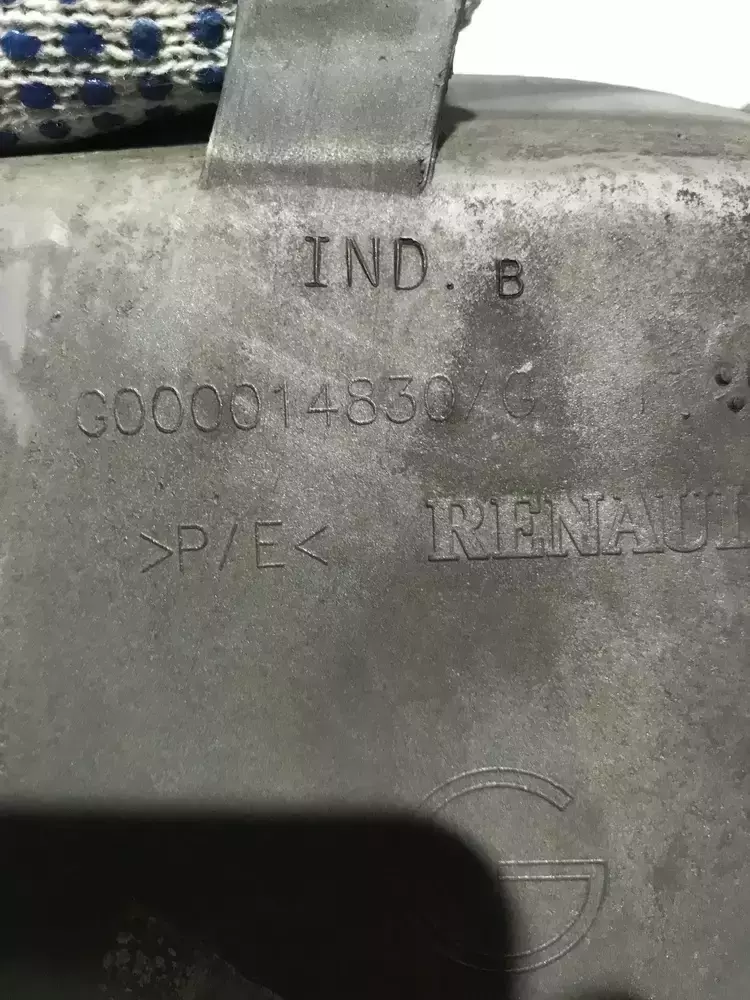 IND. B
G000014830/G
>P/E<
RENAUL
G